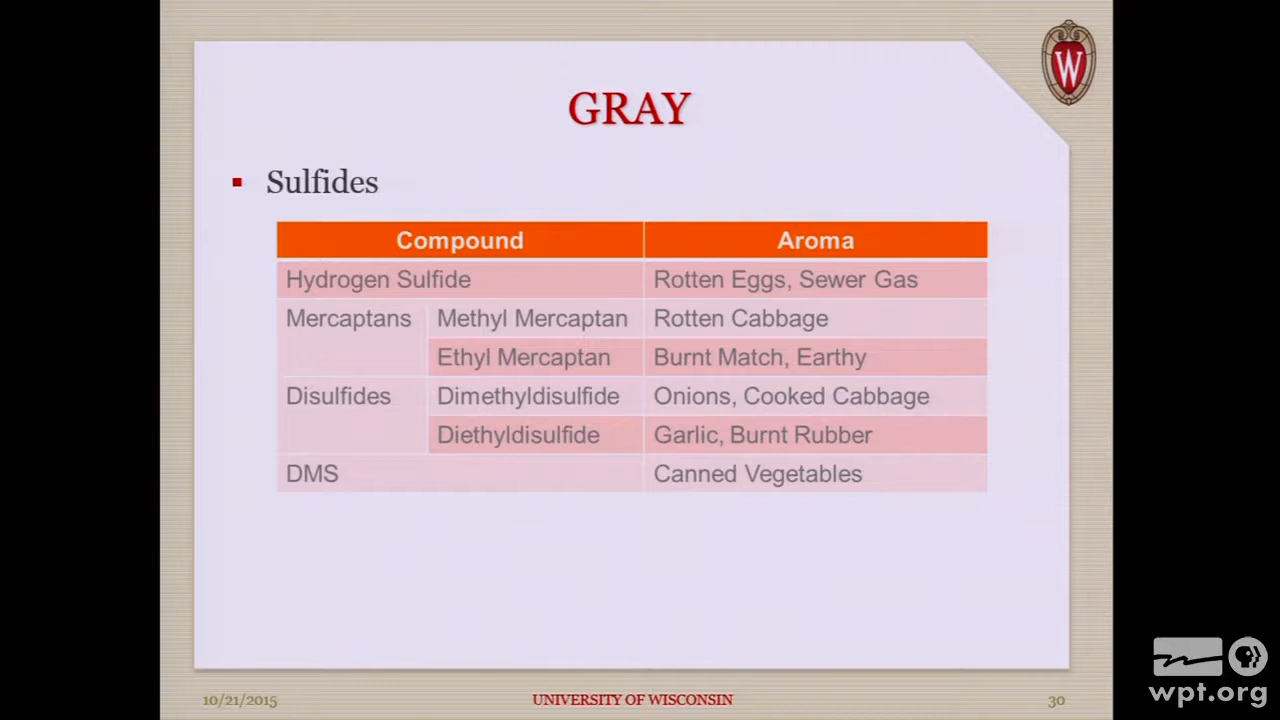 W
GRAY
Sulfides
Compound Aroma
Hydrogen Sulfide Rotten Eggs, Sewer Gas
Mercaptans Methyl Mercaptan Rotten Cabbage
Ethyl Mercaptan Burnt Match, Earthy
Disulfides Dimethyldisulfide Onions, Cooked Cabbage
Diethyldisulfide Garlic, Burnt Rubber
DMS Canned Vegetables
10/21/2015 UNIVERSITY OF WISCONSIN 30
wpt.org